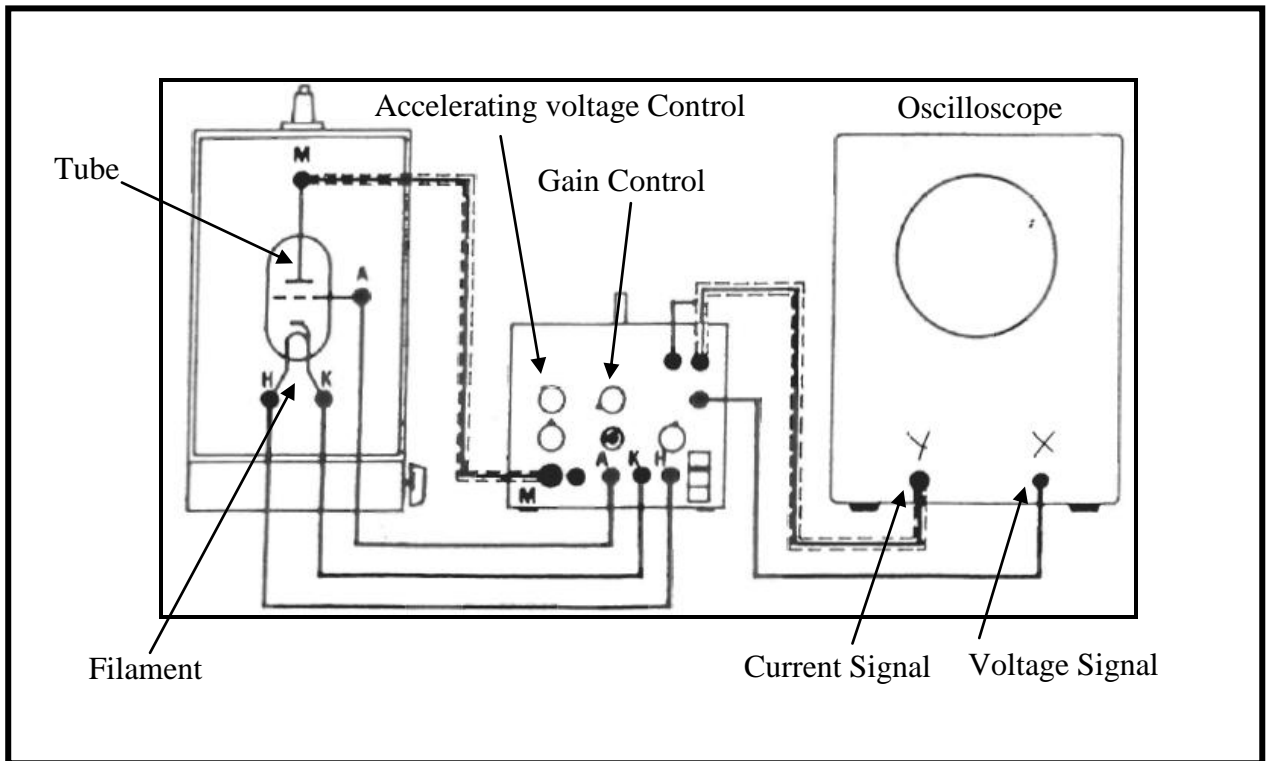 Accelerating voltage Control
Oscilloscope
Tube
Gain Control
M
A
H
K
M
A
K
H
Y
X
Filament
Current Signal
Voltage Signal